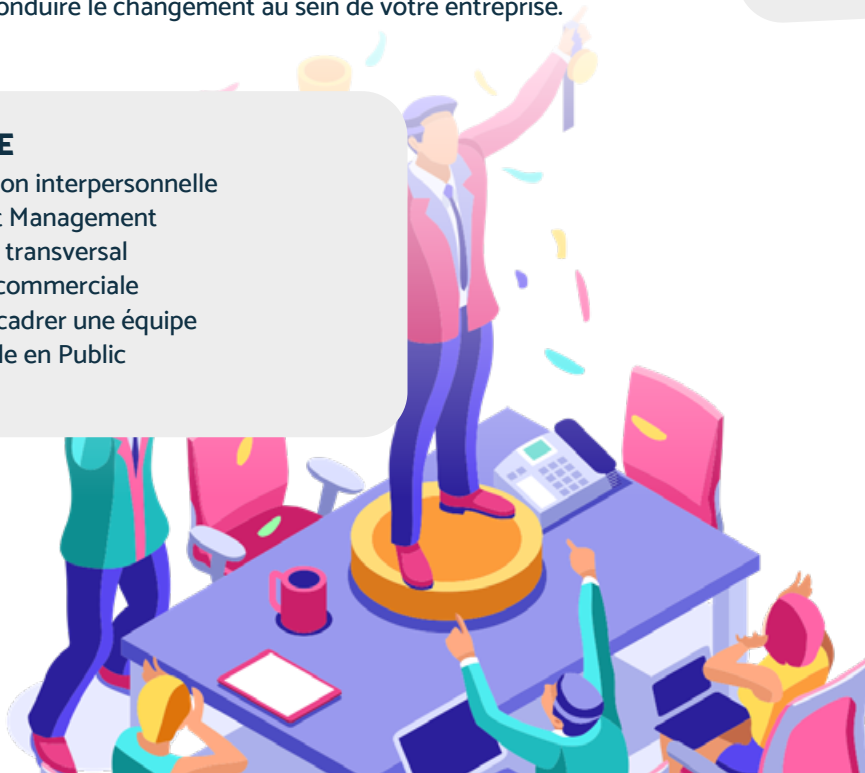 onduire le changement au sein de votre entreprise.
E
on interpersonnelle
t Management
transversal
commerciale
cadrer une équipe
le en Public